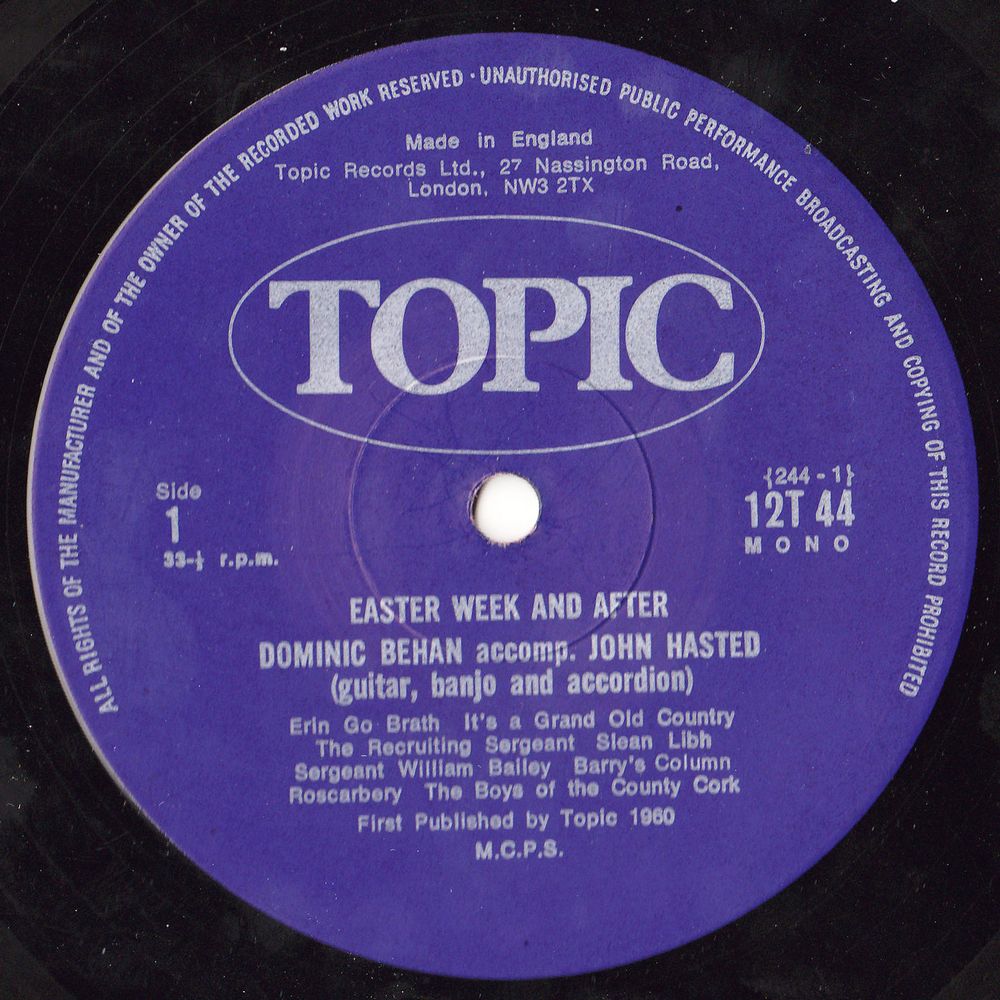 ALL RIGHTS OF THE MANUFACTURER AND OF THE OWNER OF THE RECORDED WORK RESERVED · UNAUTHORISED PUBLIC PERFORMANCE BROADCASTING AND COPYING OF THIS RECORD PROHIBITED
Made in England
Topic Records Ltd., 27 Nassington Road,
London, NW3 2TX
TOPIC
Side
1
33-⅓ r.p.m.
{244 - 1}
12T 44
MONO
EASTER WEEK AND AFTER
DOMINIC BEHAN accomp. JOHN HASTED
(guitar, banjo and accordion)
Erin Go Brath It's a Grand Old Country
The Recruiting Sergeant Slean Libh
Sergeant William Bailey Barry's Column
Roscarbery The Boys of the County Cork
First Published by Topic 1960
M.C.P.S.